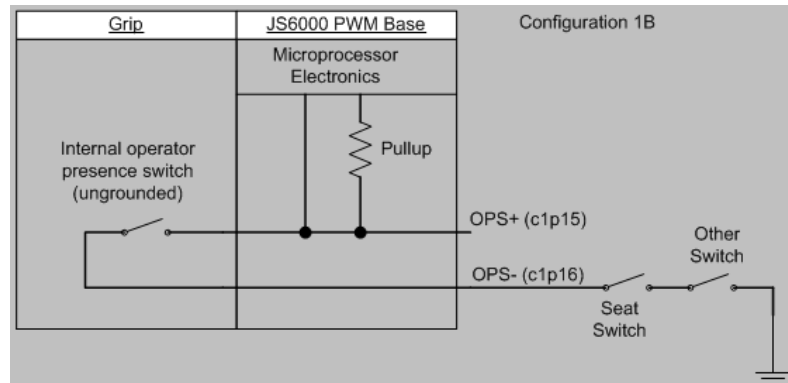 Grip
JS6000 PWM Base
Configuration 1B
Microprocessor
Electronics
Internal operator
presence switch
(ungrounded)
Pullup
OPS+ (c1p15)
Other
Switch
OPS- (c1p16)
Seat
Switch